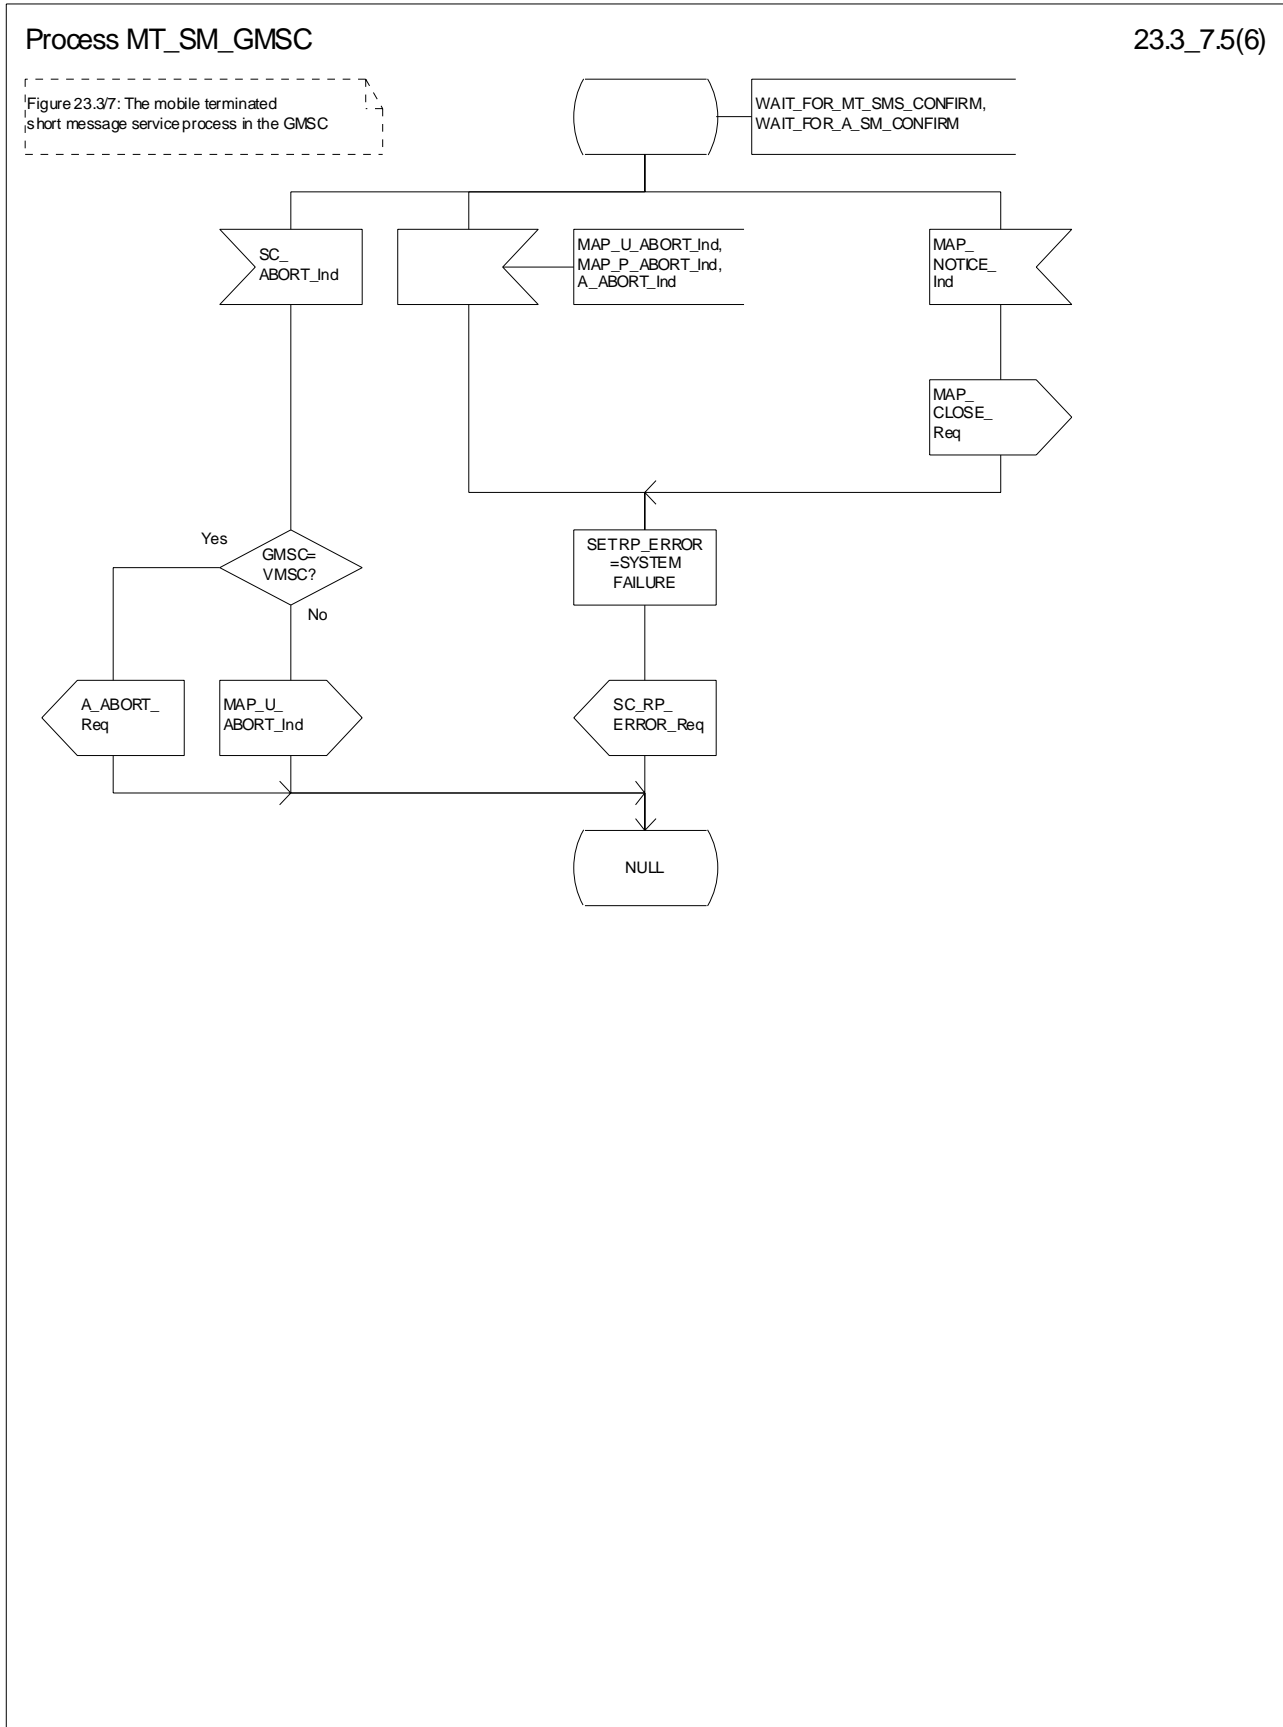 Process MT_SM_GMSC
23.3_7.5(6)
Figure 23.3/7: The mobile terminated
short message service process in the GMSC
WAIT_FOR_MT_SMS_CONFIRM,
WAIT_FOR_A_SM_CONFIRM
SC_
ABORT_Ind
MAP_U_ABORT_Ind,
MAP_P_ABORT_Ind,
A_ABORT_Ind
MAP_
NOTICE_
Ind
MAP_
CLOSE_
Req
Yes
GMSC=
VMSC?
No
SET RP_ERROR
=SYSTEM
FAILURE
A_ABORT_
Req
MAP_U_
ABORT_Ind
SC_RP_
ERROR_Req
NULL